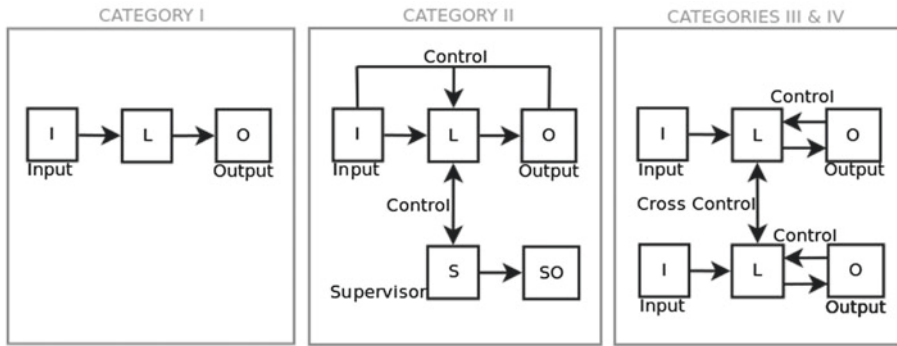 CATEGORY I
I
L
O
Input
Output
CATEGORY II
Control
I
L
O
Input
Output
Control
S
SO
Supervisor
CATEGORIES III & IV
Control
I
L
O
Input
Output
Cross Control
Control
I
L
O
Input
Output